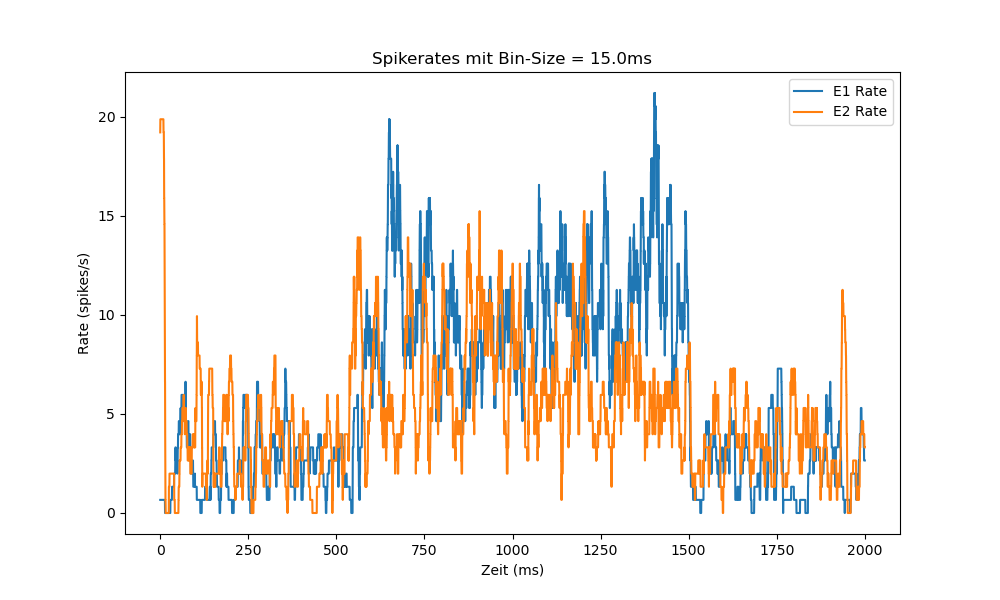 Spikerates mit Bin-Size = 15.0ms
E1 Rate
E2 Rate
Rate (spikes/s)
20
15
10
5
0
0 250 500 750 1000 1250 1500 1750 2000
Zeit (ms)